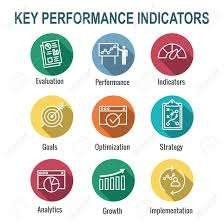 KEY PERFORMANCE INDICATORS
Evaluation
Performance
Indicators
Goals
Optimization
Strategy
Analytics
Growth
Implementation